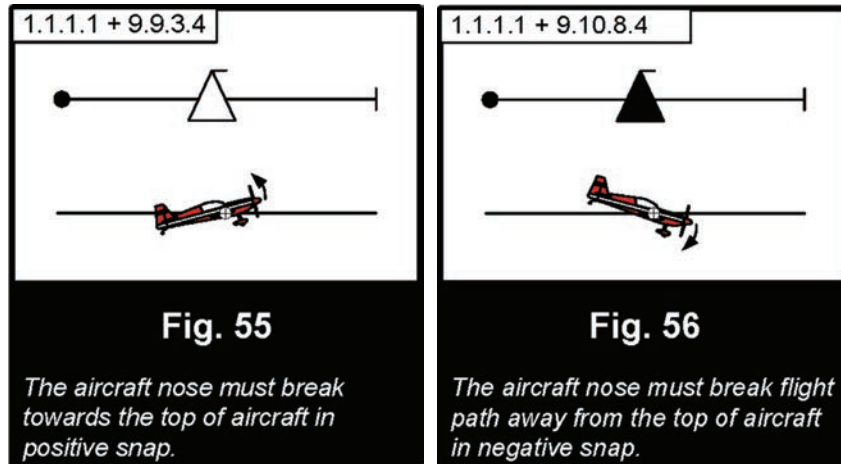 1.1.1.1 + 9.9.3.4
Fig. 55
The aircraft nose must break
towards the top of aircraft in
positive snap.
1.1.1.1 + 9.10.8.4
Fig. 56
The aircraft nose must break flight
path away from the top of aircraft
in negative snap.